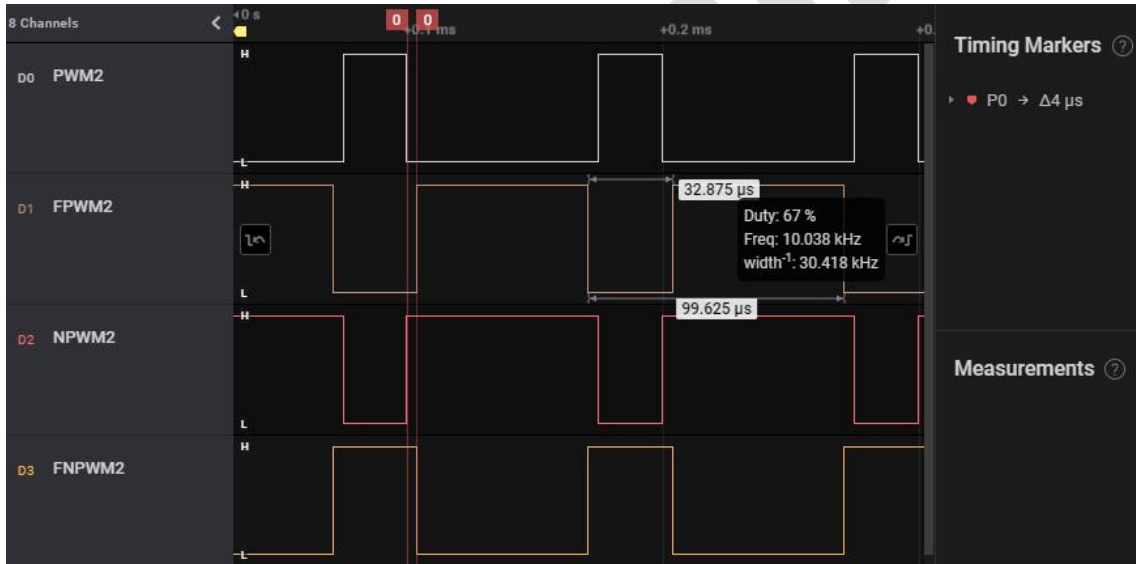 8 Channels
0 s
0 0
+0.1 ms
+0.2 ms
+0.
D0 PWM2
H
L
D1 FPWM2
H
L
32.875 µs
Duty: 67 %
Freq: 10.038 kHz
width-1: 30.418 kHz
99.625 µs
D2 NPWM2
H
L
D3 FNPWM2
H
L
Timing Markers ?
P0 → Δ4 µs
Measurements ?